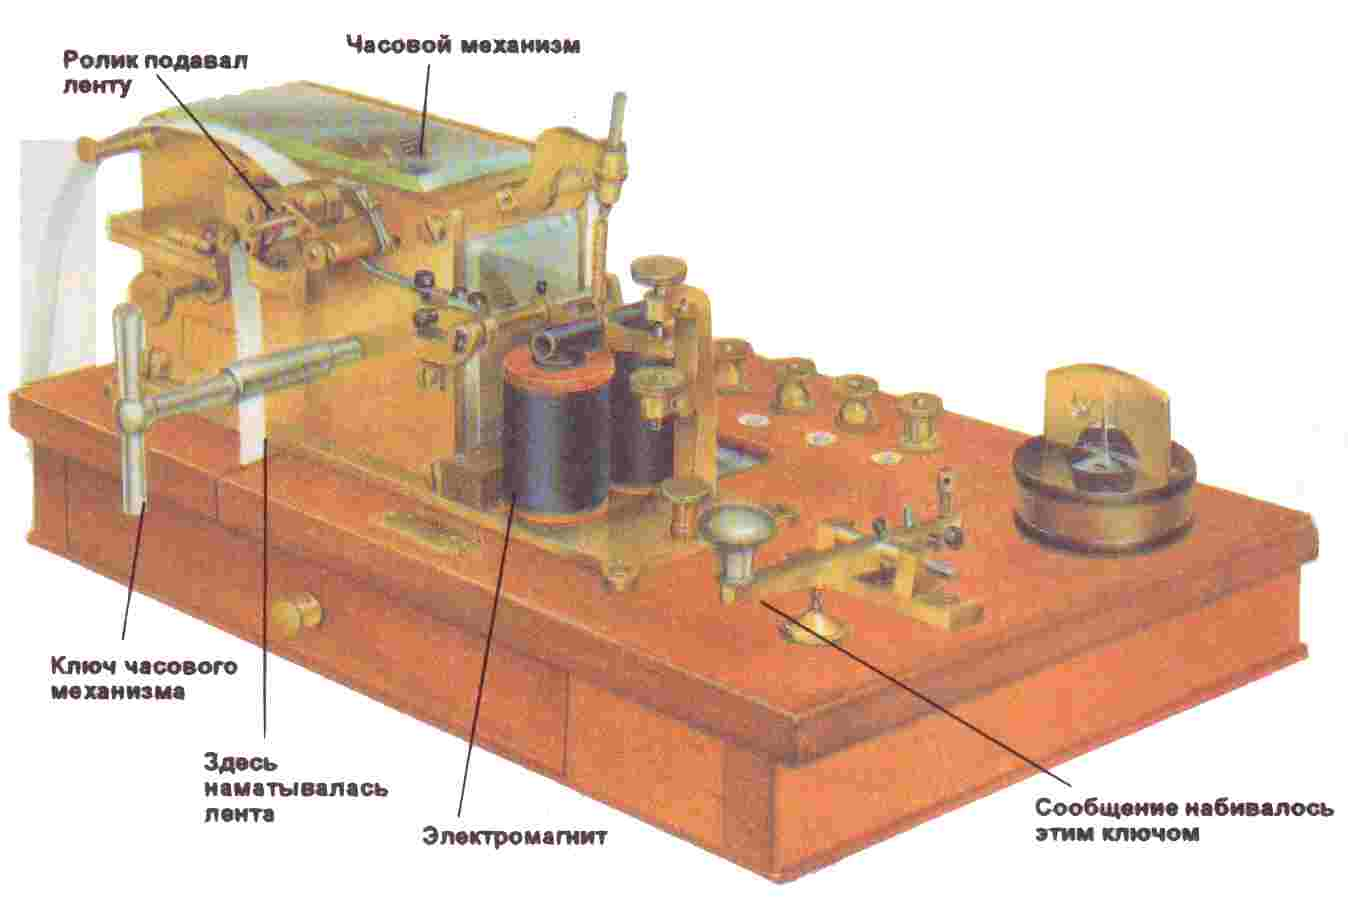 Часовой механизм
Ролик подавал
ленту
Ключ часового
механизма
Здесь
наматывалась
лента
Электромагнит
Сообщение набивалось
этим ключом